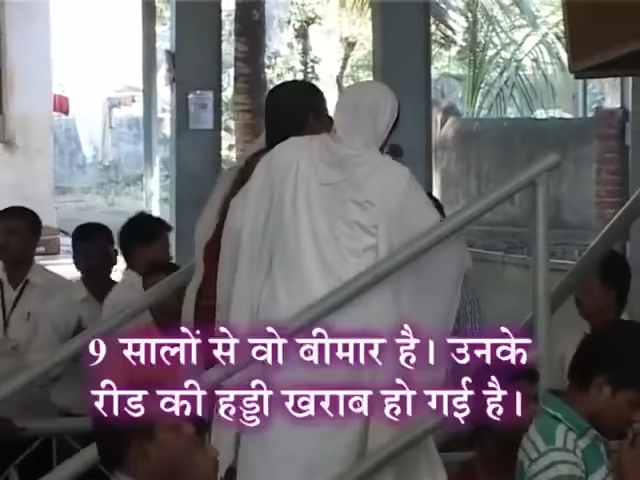 9 सालों से वो बीमार है। उनके
रीड की हड्डी खराब हो गई है।